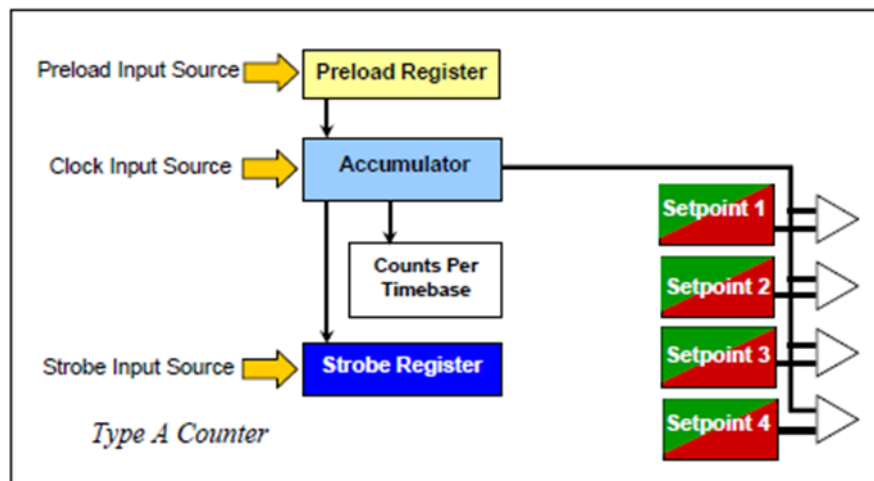 Preload Input Source
Preload Register
Clock Input Source
Accumulator
Setpoint 1
Counts Per
Timebase
Setpoint 2
Strobe Input Source
Strobe Register
Setpoint 3
Type A Counter
Setpoint 4